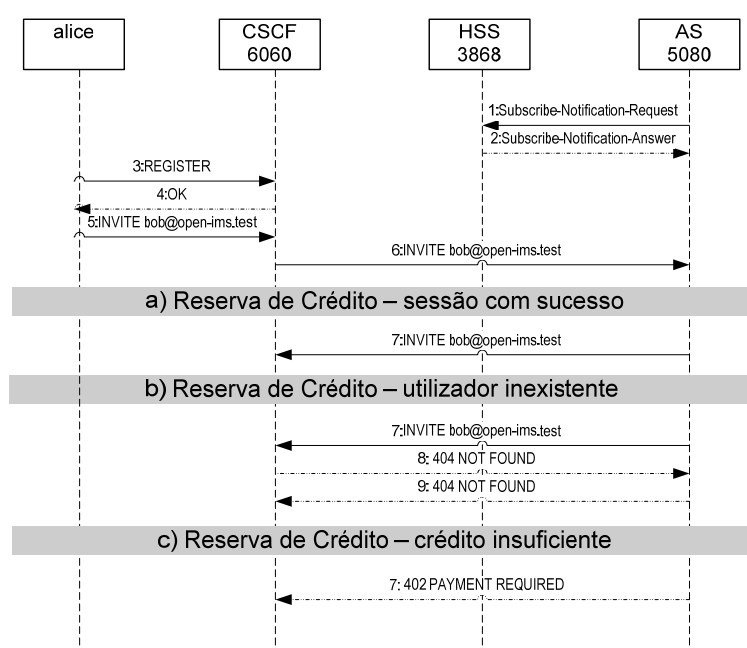 alice
CSCF
6060
HSS
3868
AS
5080
1:Subscribe-Notification-Request
2:Subscribe-Notification-Answer
3:REGISTER
4:OK
5:INVITE bob@open-ims.test
6:INVITE bob@open-ims.test
a) Reserva de Crédito – sessão com sucesso
7:INVITE bob@open-ims.test
b) Reserva de Crédito – utilizador inexistente
7:INVITE bob@open-ims.test
8: 404 NOT FOUND
9: 404 NOT FOUND
c) Reserva de Crédito – crédito insuficiente
7: 402 PAYMENT REQUIRED